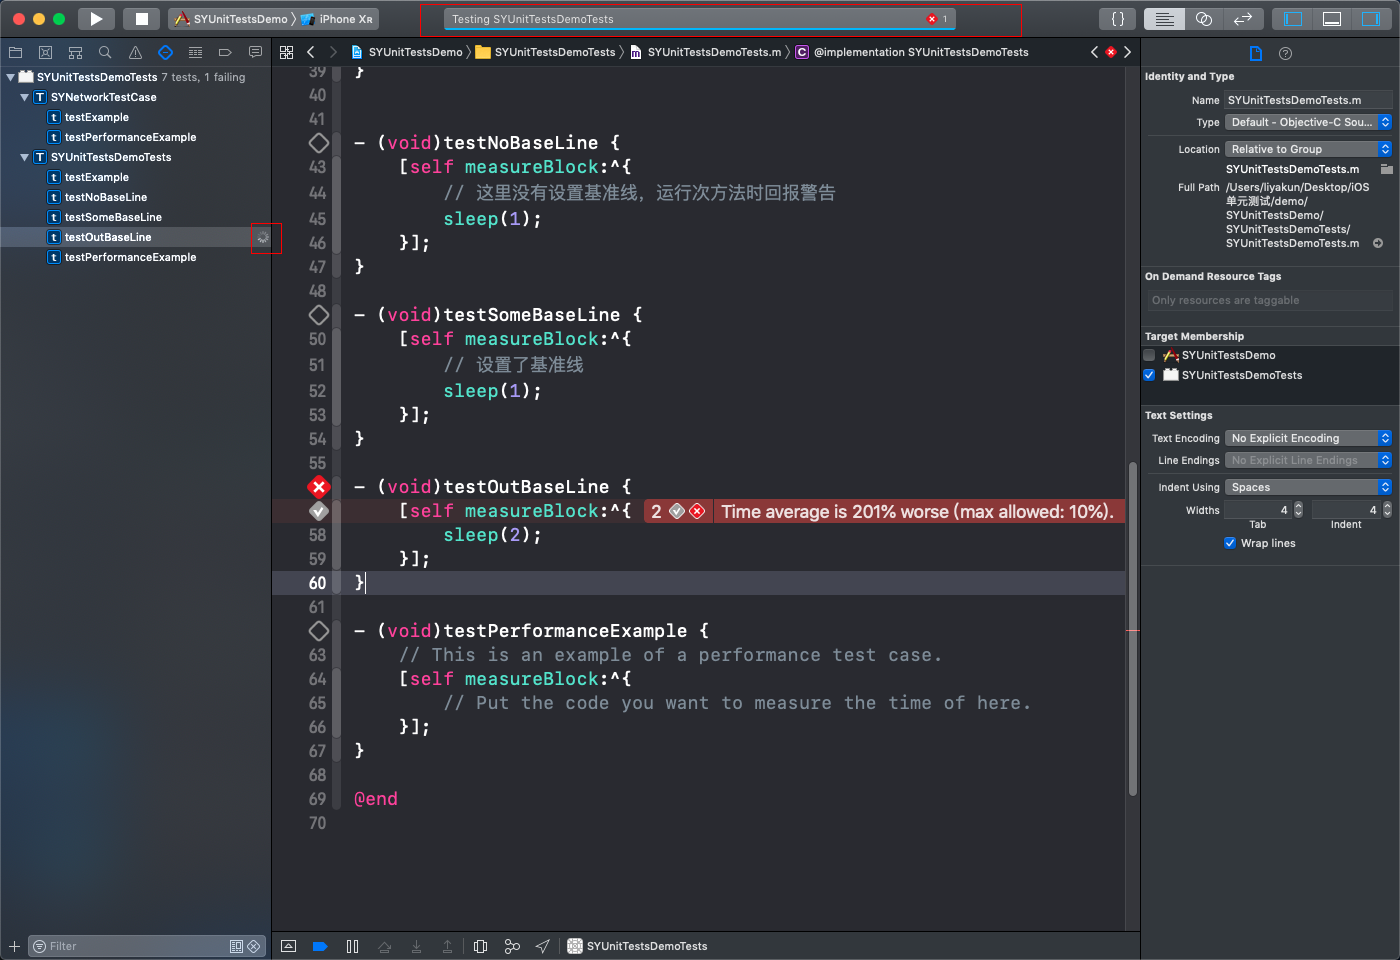 SYUnitTestsDemo 〉 iPhone XR
Testing SYUnitTestsDemoTests
1
{}
SYUnitTestsDemo 〉 SYUnitTestsDemoTests 〉 SYUnitTestsDemoTests.m 〉 C @implementation SYUnitTestsDemoTests
SYUnitTestsDemoTests 7 tests, 1 failing
T SYNetworkTestCase
t testExample
t testPerformanceExample
T SYUnitTestsDemoTests
t testExample
t testNoBaseLine
t testSomeBaseLine
t testOutBaseLine
t testPerformanceExample
Filter
39 }
40
41
- (void)testNoBaseLine {
43 [self measureBlock:^{
44 // 这里没有设置基准线，运行次方法时回报警告
45 sleep(1);
46 }];
47 }
48
- (void)testSomeBaseLine {
50 [self measureBlock:^{
51 // 设置了基准线
52 sleep(1);
53 }];
54 }
55
- (void)testOutBaseLine {
[self measureBlock:^{ 2 Time average is 201% worse (max allowed: 10%).
58 sleep(2);
59 }];
60 }
61
- (void)testPerformanceExample {
63 // This is an example of a performance test case.
64 [self measureBlock:^{
65 // Put the code you want to measure the time of here.
66 }];
67 }
68
69 @end
70
SYUnitTestsDemoTests
Identity and Type
Name SYUnitTestsDemoTests.m
Type Default - Objective-C Sou...
Location Relative to Group
SYUnitTestsDemoTests.m
Full Path /Users/liyakun/Desktop/iOS
单元测试/demo/
SYUnitTestsDemo/
SYUnitTestsDemoTests/
SYUnitTestsDemoTests.m
On Demand Resource Tags
Only resources are taggable
Target Membership
SYUnitTestsDemo
SYUnitTestsDemoTests
Text Settings
Text Encoding No Explicit Encoding
Line Endings No Explicit Line Endings
Indent Using Spaces
Widths 4 4
Tab Indent
Wrap lines